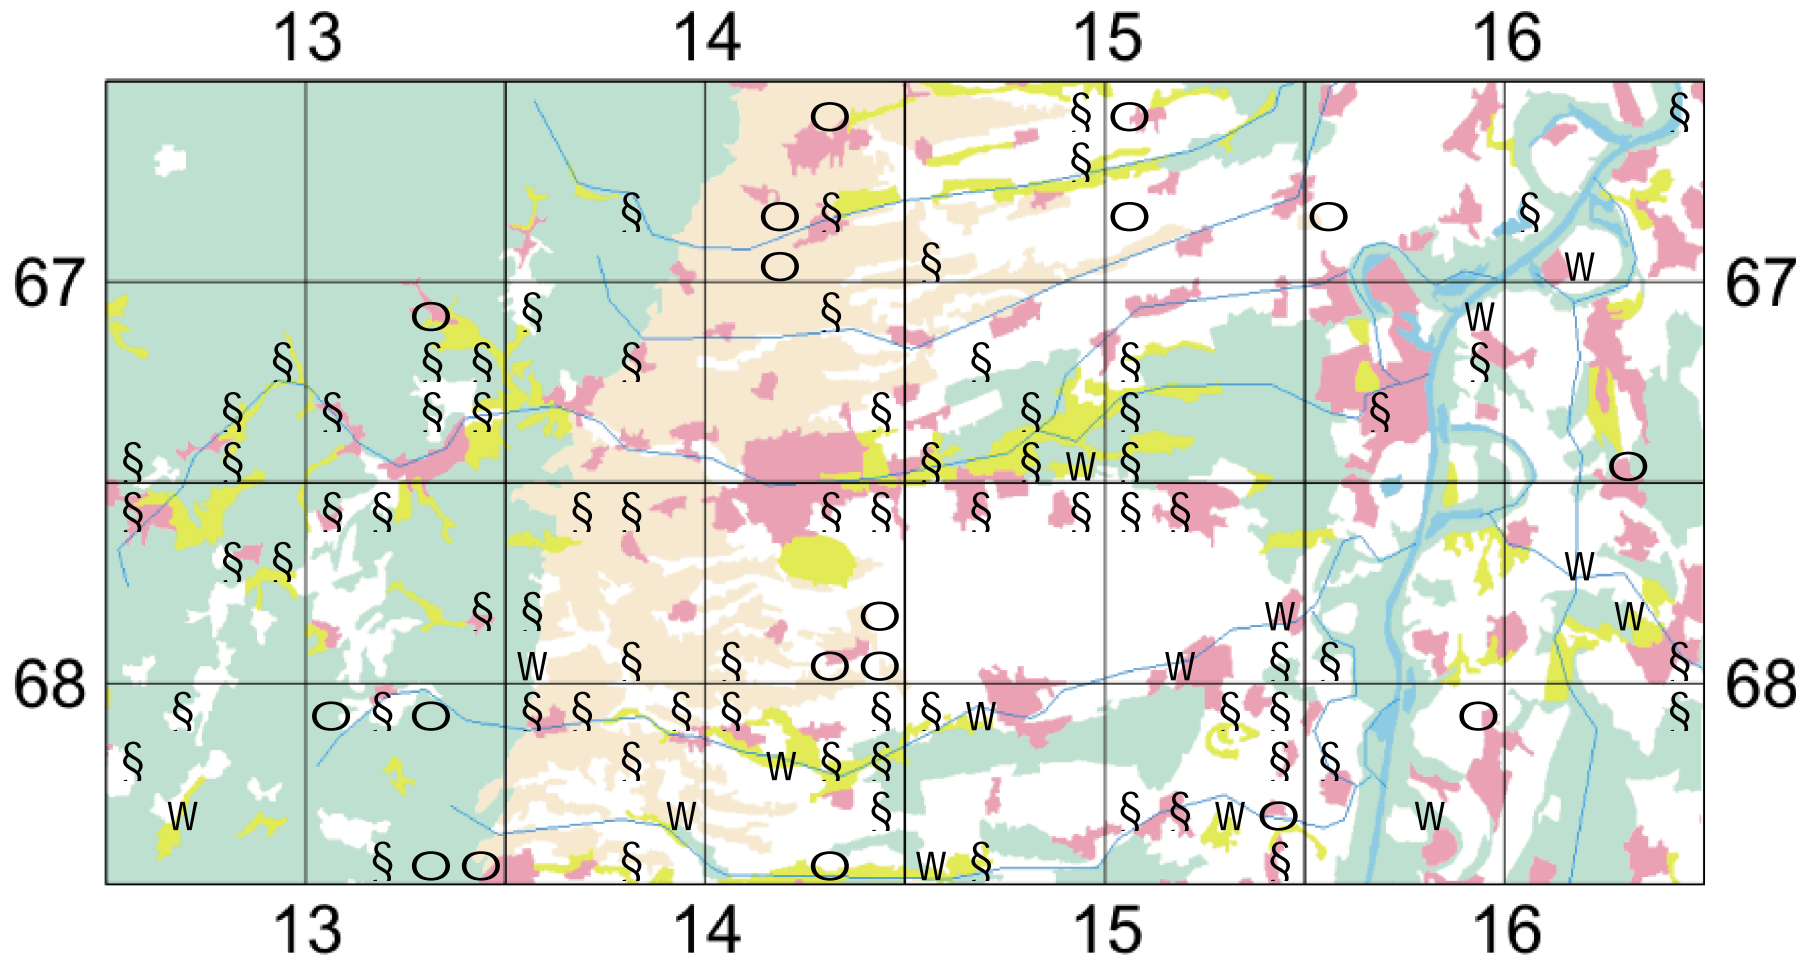 13 14 15 16
O § O §
§
§ O § O O §
O § W
67 67
O § § W
§ § § § § § §
§ § § § § § § §
§ § § § W § O
§ § § § § § § § § § §
§ § W
§ § O W W
W § § O O W § § §
68 68
§ O § O § § § § § § W § § O §
§ § W § § § §
W W § § § W O W
§ O O § O W § §
13 14 15 16